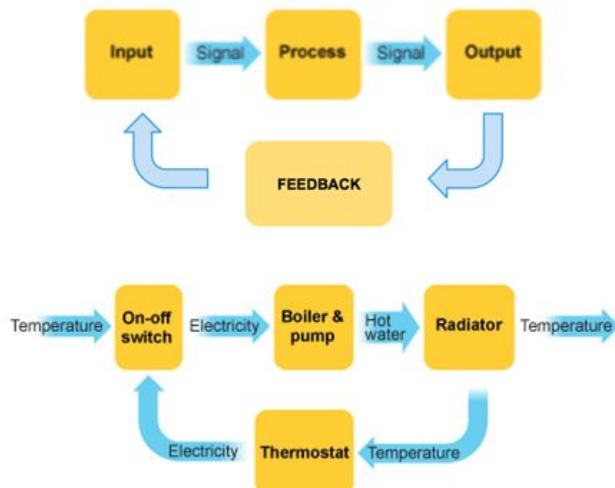 Input
Signal
Process
Signal
Output
FEEDBACK
Temperature
On-off
switch
Electricity
Boiler &
pump
Hot
water
Radiator
Temperature
Electricity
Thermostat
Temperature